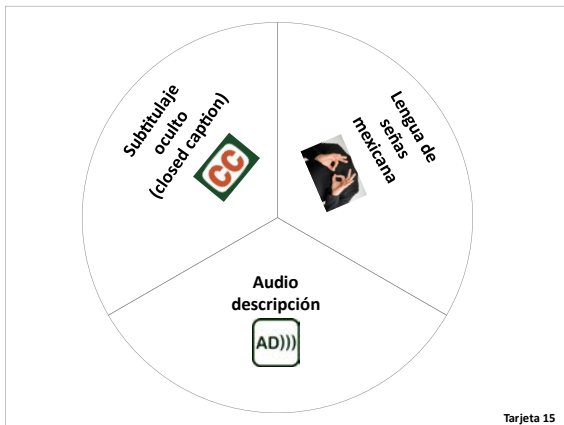 Subtitulaje
oculto
(closed caption)
CC
Lengua de
señas
mexicana
Audio
descripción
AD)))
Tarjeta 15